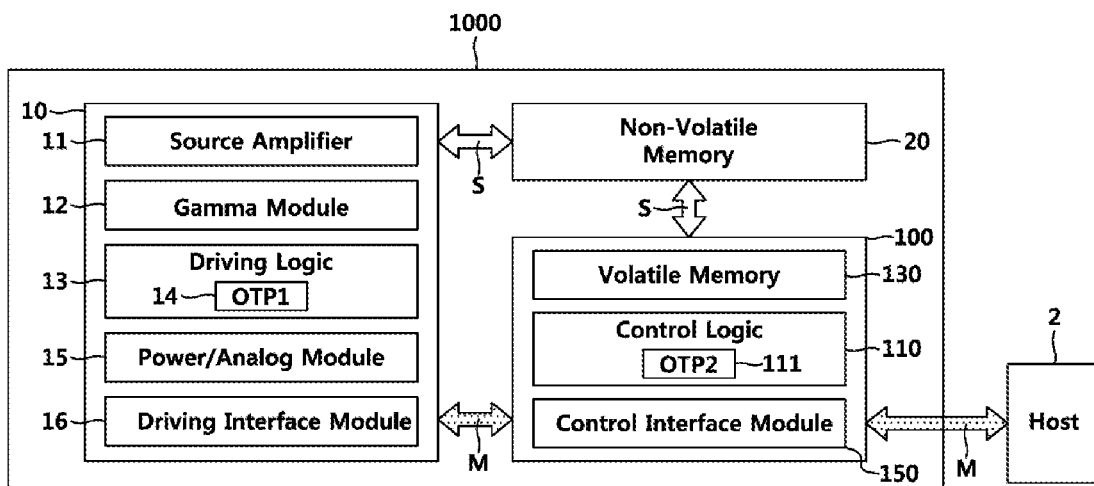 1000
10
11
Source Amplifier
12
Gamma Module
13
Driving Logic
14
OTP1
15
Power/Analog Module
16
Driving Interface Module
S
Non-Volatile
Memory
20
S
100
Volatile Memory
130
Control Logic
110
OTP2
111
Control Interface Module
150
M
M
2
Host